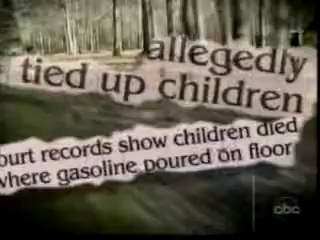 allegedly
tied up children
ourt records show children died
where gasoline poured on floor
abc